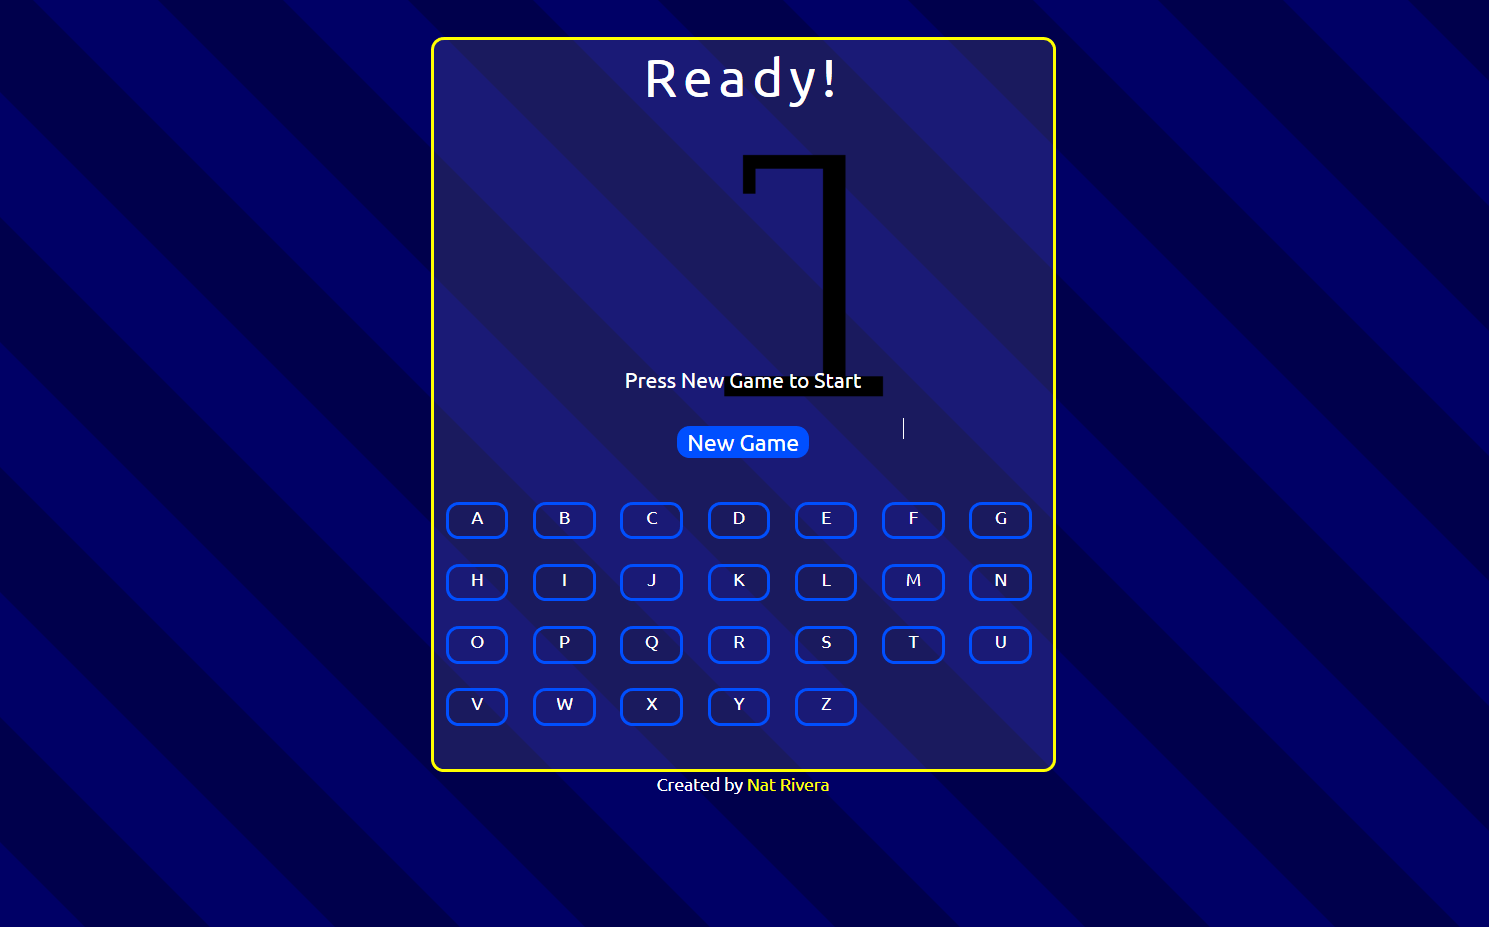 Ready!
Press New Game to Start
New Game
A B C D E F G
H I J K L M N
O P Q R S T U
V W X Y Z
Created by Nat Rivera